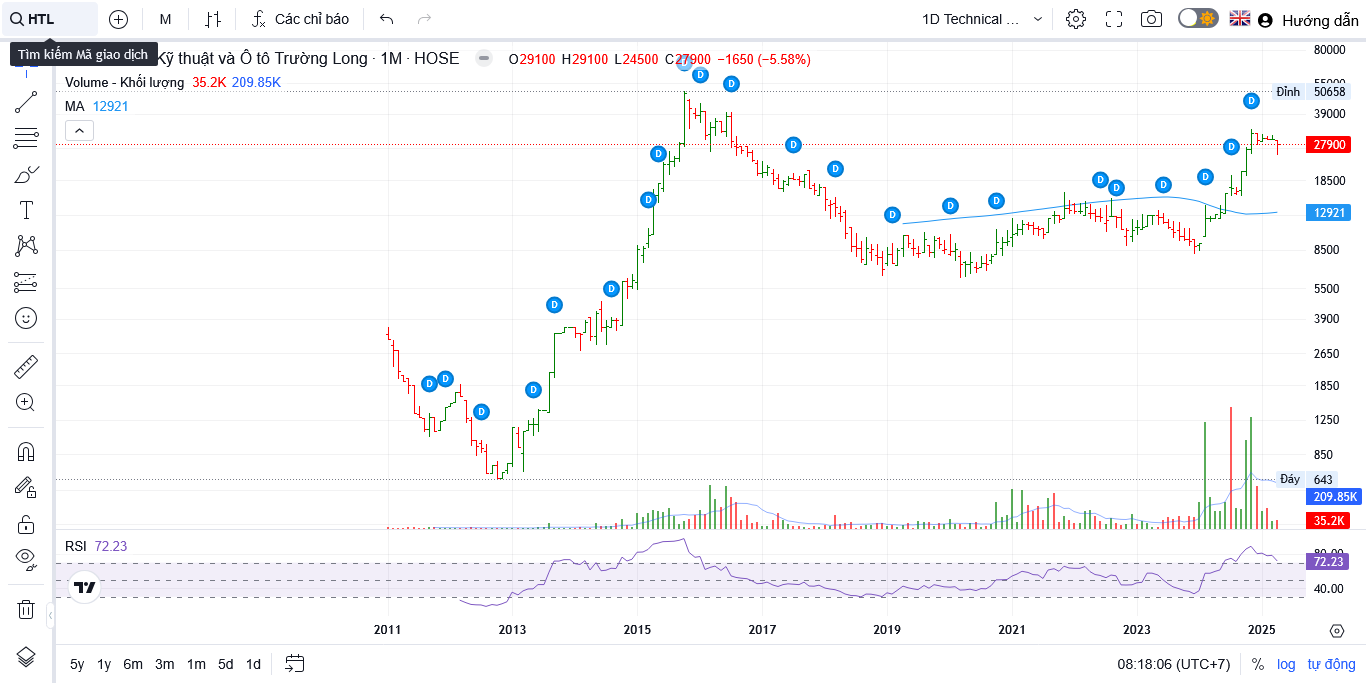 HTL
M
Các chỉ báo
1D Technical ...
Hướng dẫn
Tìm kiếm Mã giao dịch
Kỹ thuật và Ô tô Trường Long · 1M · HOSE
O29100 H29100 L24500 C27900 −1650 (−5.58%)
Volume - Khối lượng 35.2K 209.85K
MA 12921
80000
55000
Đỉnh 50658
39000
27900
18500
12921
8500
5500
3900
2650
1850
1250
850
Đáy 643
209.85K
35.2K
D D D D D D D D D D D D D D D D D D D D D D D
RSI 72.23
80.00
72.23
40.00
2011 2013 2015 2017 2019 2021 2023 2025
5y 1y 6m 3m 1m 5d 1d
08:18:06 (UTC+7) % log tự động